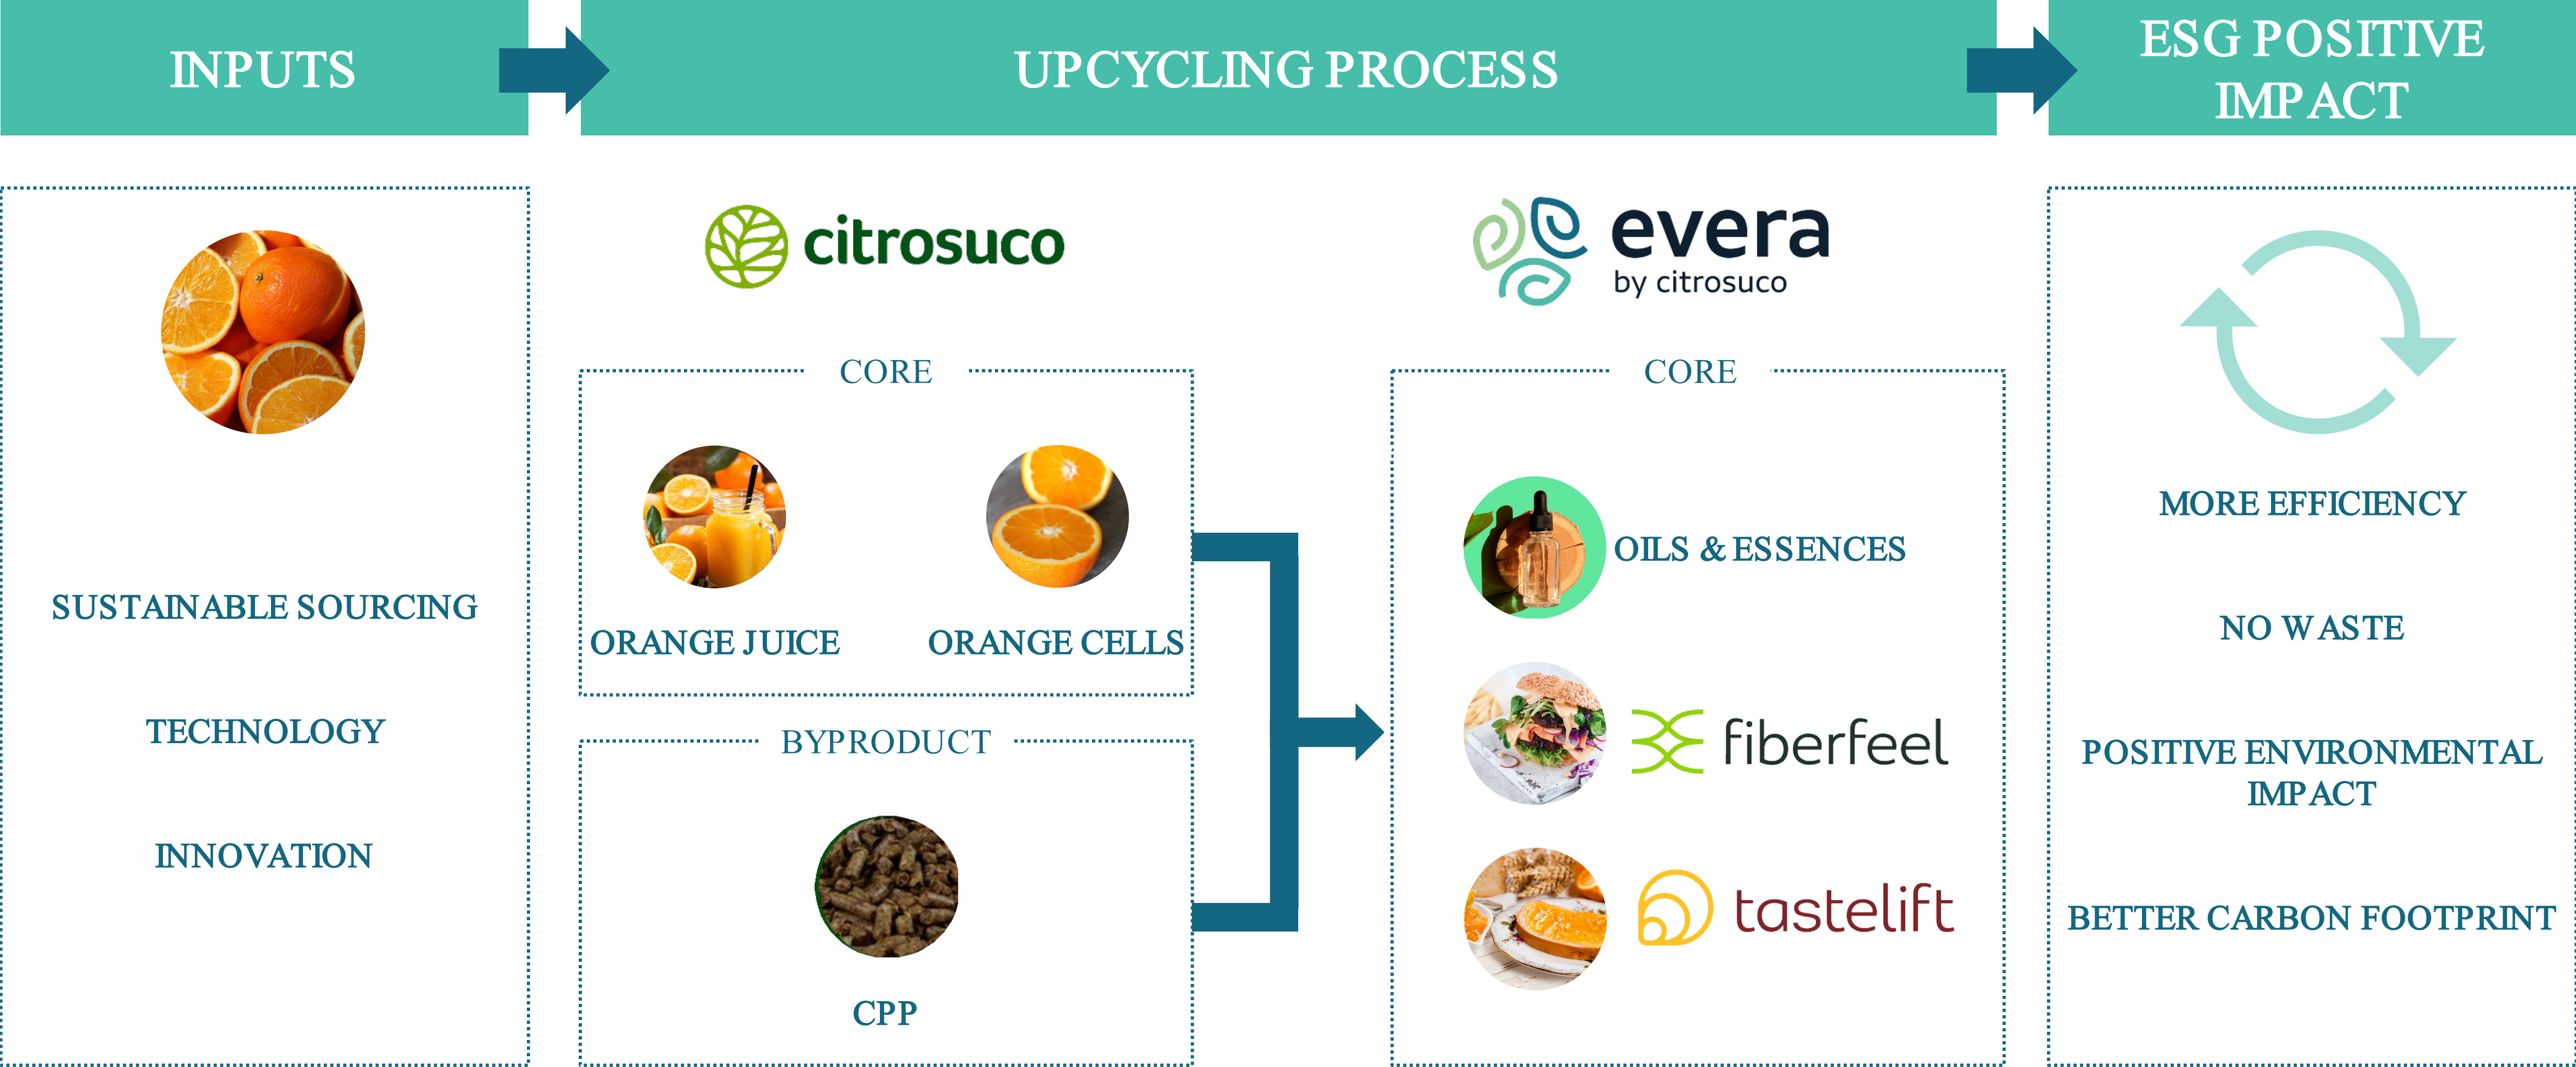 INPUTS
UPCYCLING PROCESS
ESG POSITIVE
IMPACT
SUSTAINABLE SOURCING
TECHNOLOGY
INNOVATION
citrosuco
CORE
ORANGE JUICE
ORANGE CELLS
BYPRODUCT
CPP
evera
by citrosuco
CORE
OILS & ESSENCES
fiberfeel
tastelift
MORE EFFICIENCY
NO WASTE
POSITIVE ENVIRONMENTAL
IMPACT
BETTER CARBON FOOTPRINT